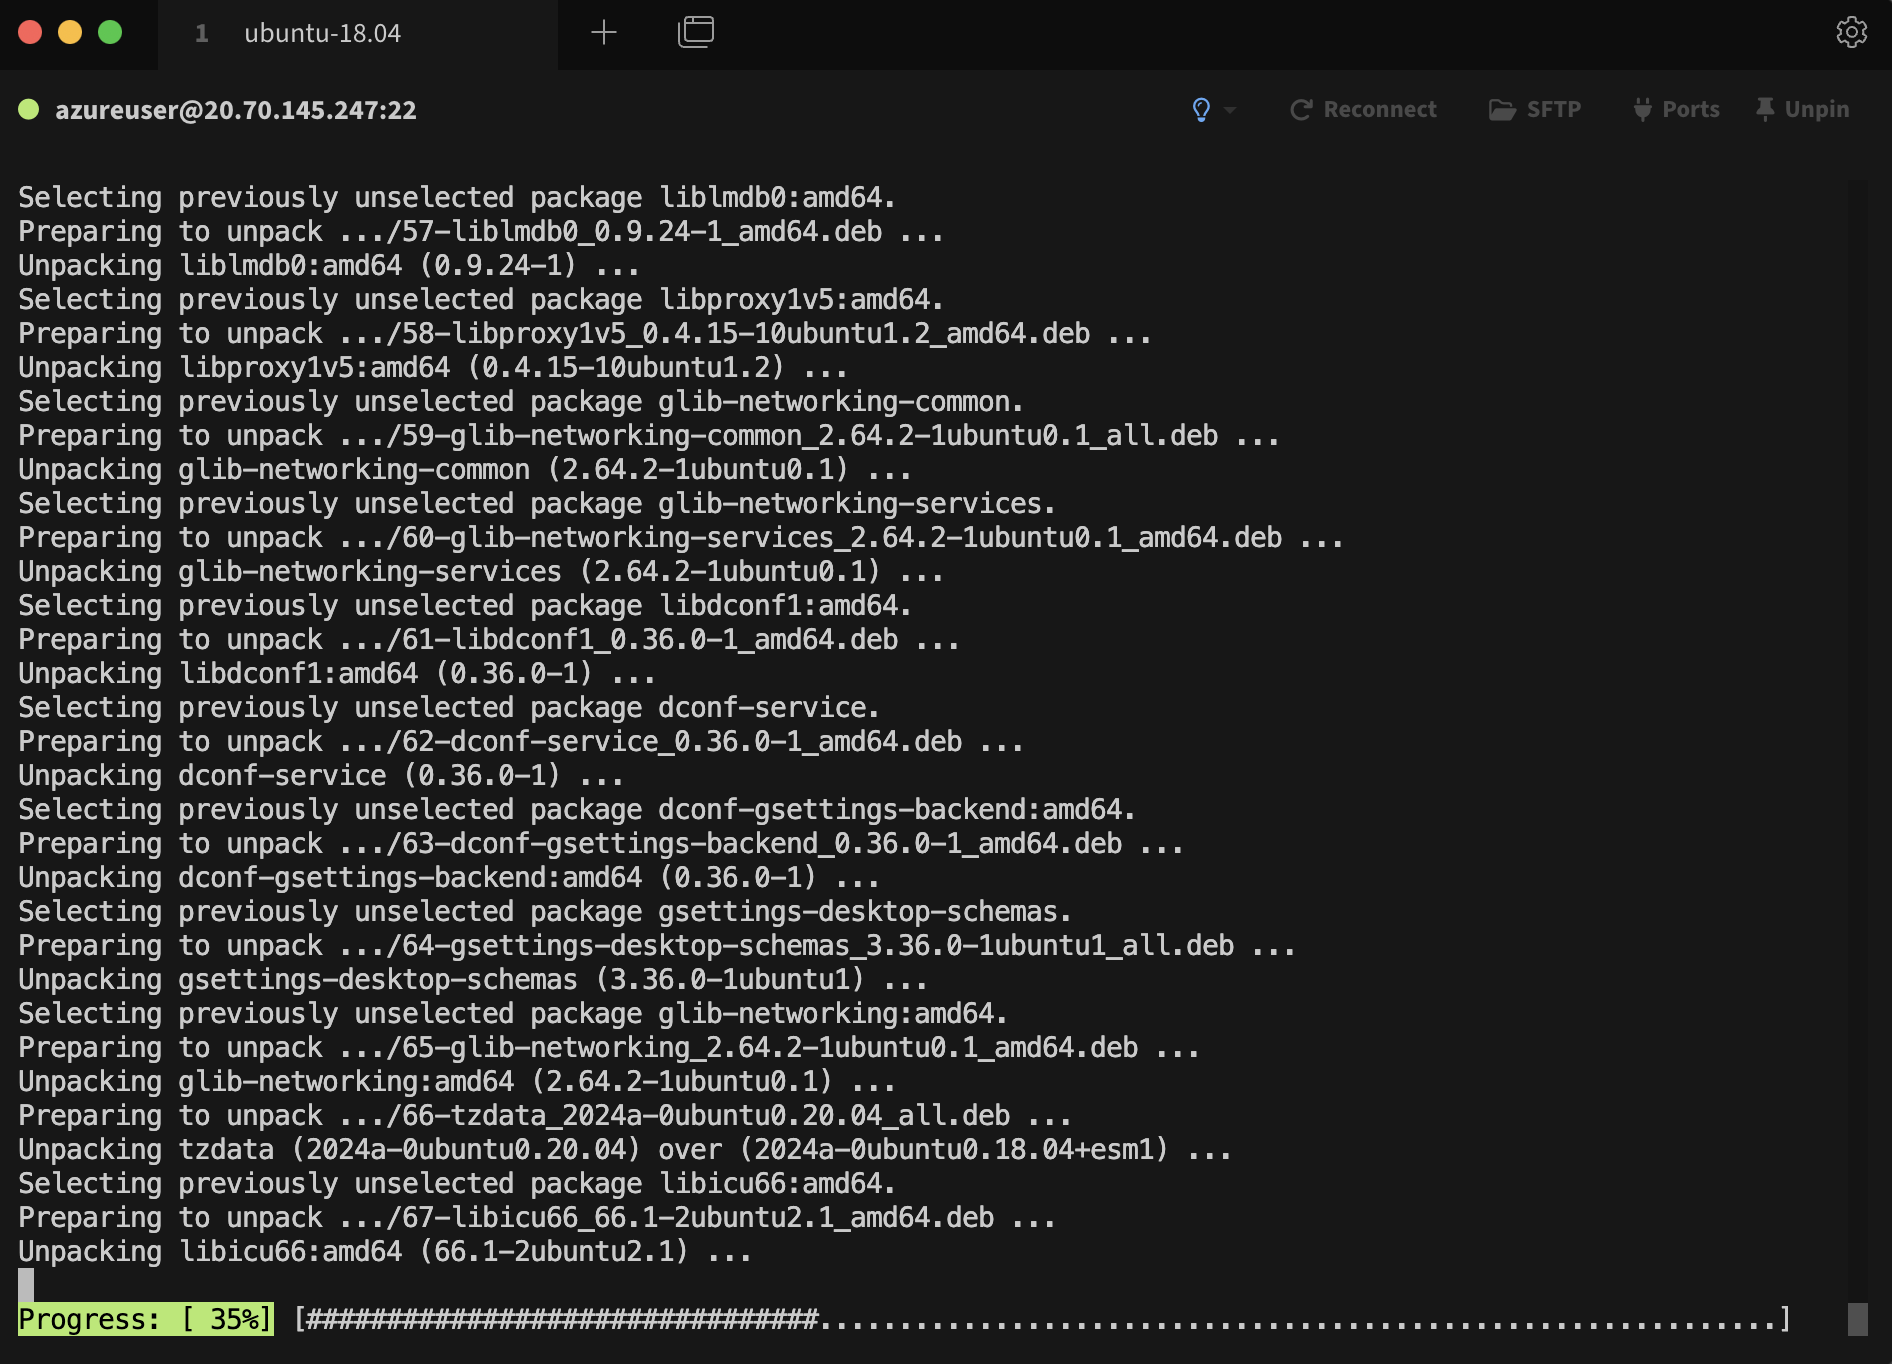 1 ubuntu-18.04
azureuser@20.70.145.247:22 Reconnect SFTP Ports Unpin
Selecting previously unselected package liblmdb0:amd64.
Preparing to unpack .../57-liblmdb0_0.9.24-1_amd64.deb ...
Unpacking liblmdb0:amd64 (0.9.24-1) ...
Selecting previously unselected package libproxy1v5:amd64.
Preparing to unpack .../58-libproxy1v5_0.4.15-10ubuntu1.2_amd64.deb ...
Unpacking libproxy1v5:amd64 (0.4.15-10ubuntu1.2) ...
Selecting previously unselected package glib-networking-common.
Preparing to unpack .../59-glib-networking-common_2.64.2-1ubuntu0.1_all.deb ...
Unpacking glib-networking-common (2.64.2-1ubuntu0.1) ...
Selecting previously unselected package glib-networking-services.
Preparing to unpack .../60-glib-networking-services_2.64.2-1ubuntu0.1_amd64.deb ...
Unpacking glib-networking-services (2.64.2-1ubuntu0.1) ...
Selecting previously unselected package libdconf1:amd64.
Preparing to unpack .../61-libdconf1_0.36.0-1_amd64.deb ...
Unpacking libdconf1:amd64 (0.36.0-1) ...
Selecting previously unselected package dconf-service.
Preparing to unpack .../62-dconf-service_0.36.0-1_amd64.deb ...
Unpacking dconf-service (0.36.0-1) ...
Selecting previously unselected package dconf-gsettings-backend:amd64.
Preparing to unpack .../63-dconf-gsettings-backend_0.36.0-1_amd64.deb ...
Unpacking dconf-gsettings-backend:amd64 (0.36.0-1) ...
Selecting previously unselected package gsettings-desktop-schemas.
Preparing to unpack .../64-gsettings-desktop-schemas_3.36.0-1ubuntu1_all.deb ...
Unpacking gsettings-desktop-schemas (3.36.0-1ubuntu1) ...
Selecting previously unselected package glib-networking:amd64.
Preparing to unpack .../65-glib-networking_2.64.2-1ubuntu0.1_amd64.deb ...
Unpacking glib-networking:amd64 (2.64.2-1ubuntu0.1) ...
Preparing to unpack .../66-tzdata_2024a-0ubuntu0.20.04_all.deb ...
Unpacking tzdata (2024a-0ubuntu0.20.04) over (2024a-0ubuntu0.18.04+esm1) ...
Selecting previously unselected package libicu66:amd64.
Preparing to unpack .../67-libicu66_66.1-2ubuntu2.1_amd64.deb ...
Unpacking libicu66:amd64 (66.1-2ubuntu2.1) ...
Progress: [ 35%] [################################............................................................]